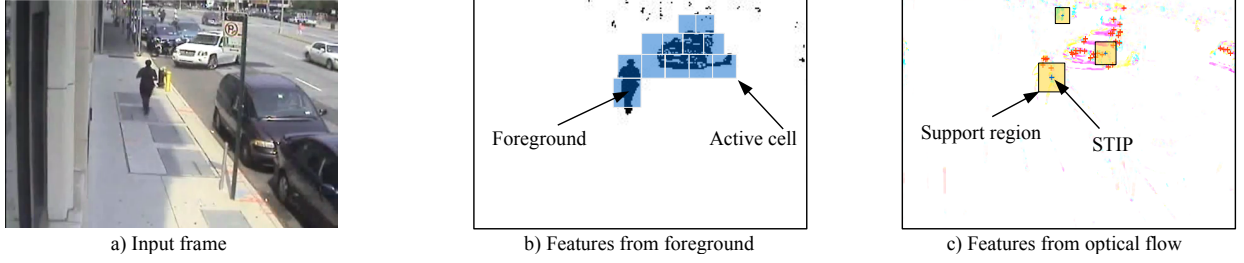 P
Foreground
Active cell
Support region
STIP
a) Input frame
b) Features from foreground
c) Features from optical flow